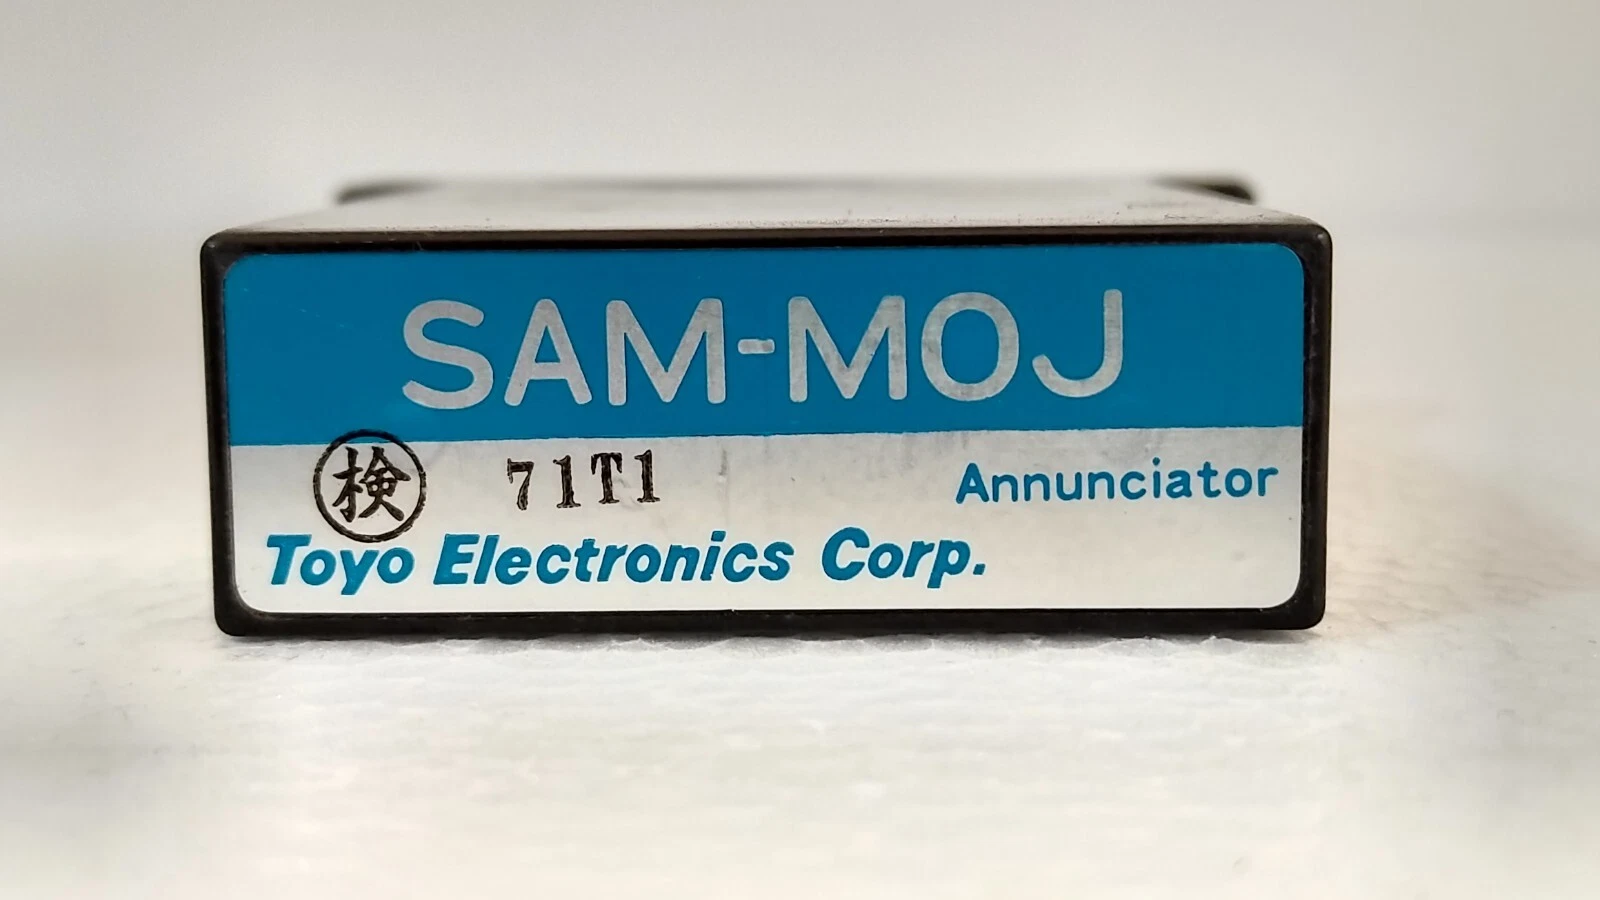 SAM-MOJ
検 71T1 Annunciator
Toyo Electronics Corp.